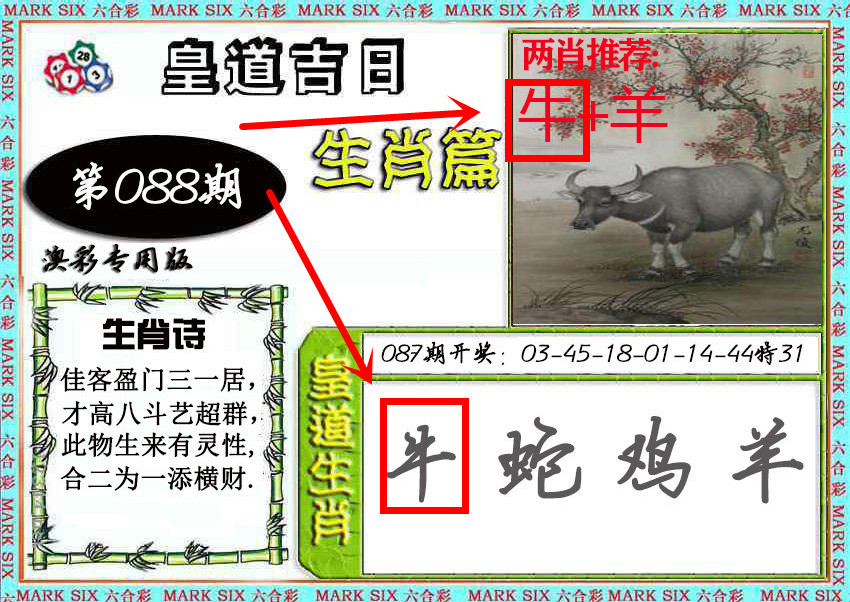 MARK SIX 六合彩 MARK SIX 六合彩 MARK SIX 六合彩 MARK SIX 六合彩 MARK SIX 六合彩 MARK SIX 六合彩
28
1
3
皇道吉日
两肖推荐:
牛+羊
生肖篇
第088期
澳彩专用版
生肖诗
佳客盈门三一居，
才高八斗艺超群，
此物生来有灵性,
合二为一添横财.
087期开奖：03-45-18-01-14-44特31
皇道生肖
牛 蛇 鸡 羊
MARK SIX 六合彩 MARK SIX 六合彩 MARK SIX 六合彩 MARK SIX 六合彩 MARK SIX 六合彩 MARK SIX